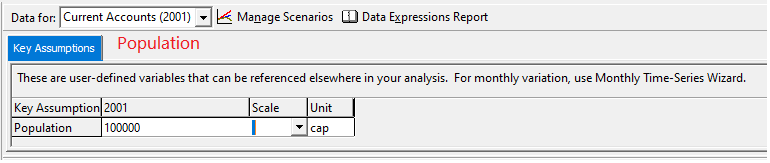 Data for: Current Accounts (2001) Manage Scenarios Data Expressions Report
Key Assumptions Population
These are user-defined variables that can be referenced elsewhere in your analysis. For monthly variation, use Monthly Time-Series Wizard.
Key Assumption 2001 Scale Unit
Population 100000 cap